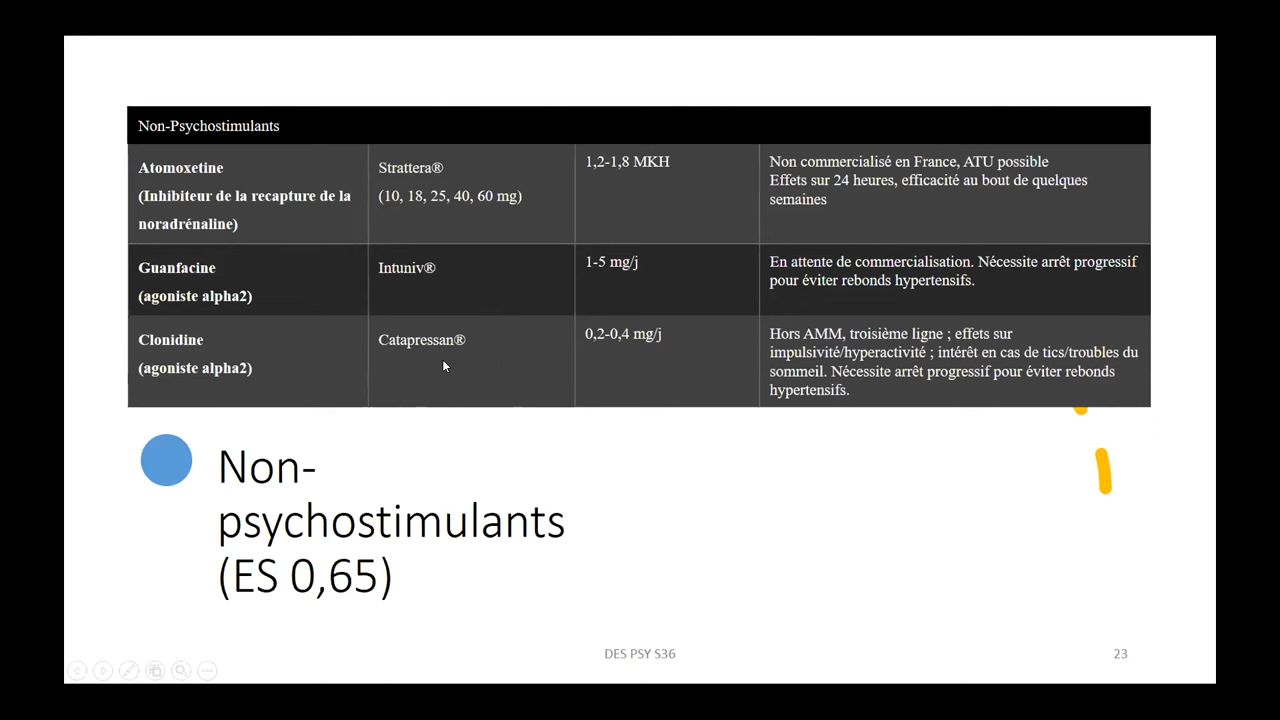 Non-Psychostimulants
Atomoxetine
(Inhibiteur de la recapture de la
noradrénaline)
Strattera®
(10, 18, 25, 40, 60 mg)
1,2-1,8 MKH
Non commercialisé en France, ATU possible
Effets sur 24 heures, efficacité au bout de quelques
semaines
Guanfacine
(agoniste alpha2)
Intuniv®
1-5 mg/j
En attente de commercialisation. Nécessite arrêt progressif
pour éviter rebonds hypertensifs.
Clonidine
(agoniste alpha2)
Catapressan®
0,2-0,4 mg/j
Hors AMM, troisième ligne ; effets sur
impulsivité/hyperactivité ; intérêt en cas de tics/troubles du
sommeil. Nécessite arrêt progressif pour éviter rebonds
hypertensifs.
Non-
psychostimulants
(ES 0,65)
DES PSY S36
23